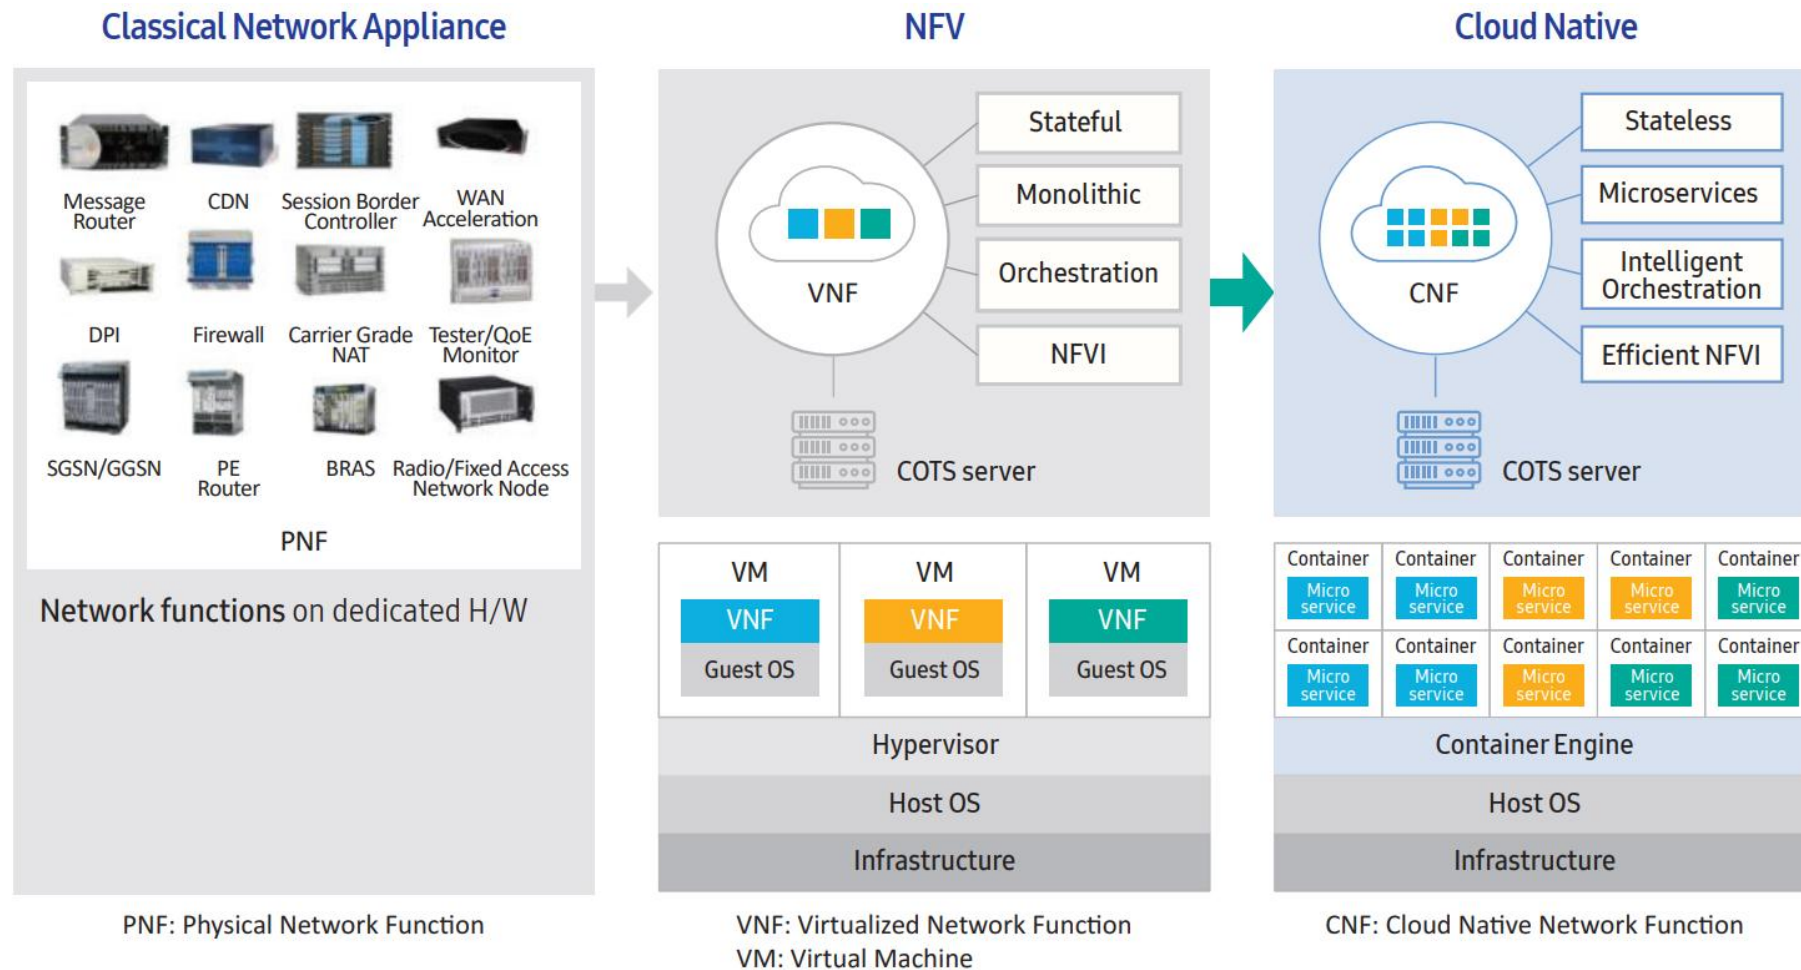 Classical Network Appliance
Message
Router
CDN
Session Border
Controller
WAN
Acceleration
DPI
Firewall
Carrier Grade
NAT
Tester/QoE
Monitor
SGSN/GGSN
PE
Router
BRAS
Radio/Fixed Access
Network Node
PNF
Network functions on dedicated H/W
PNF: Physical Network Function
NFV
VNF
Stateful
Monolithic
Orchestration
NFVI
COTS server
VM
VNF
Guest OS
VM
VNF
Guest OS
VM
VNF
Guest OS
Hypervisor
Host OS
Infrastructure
VNF: Virtualized Network Function
VM: Virtual Machine
Cloud Native
CNF
Stateless
Microservices
Intelligent
Orchestration
Efficient NFVI
COTS server
Container
Micro
service
Container
Micro
service
Container
Micro
service
Container
Micro
service
Container
Micro
service
Container
Micro
service
Container
Micro
service
Container
Micro
service
Container
Micro
service
Container
Micro
service
Container Engine
Host OS
Infrastructure
CNF: Cloud Native Network Function